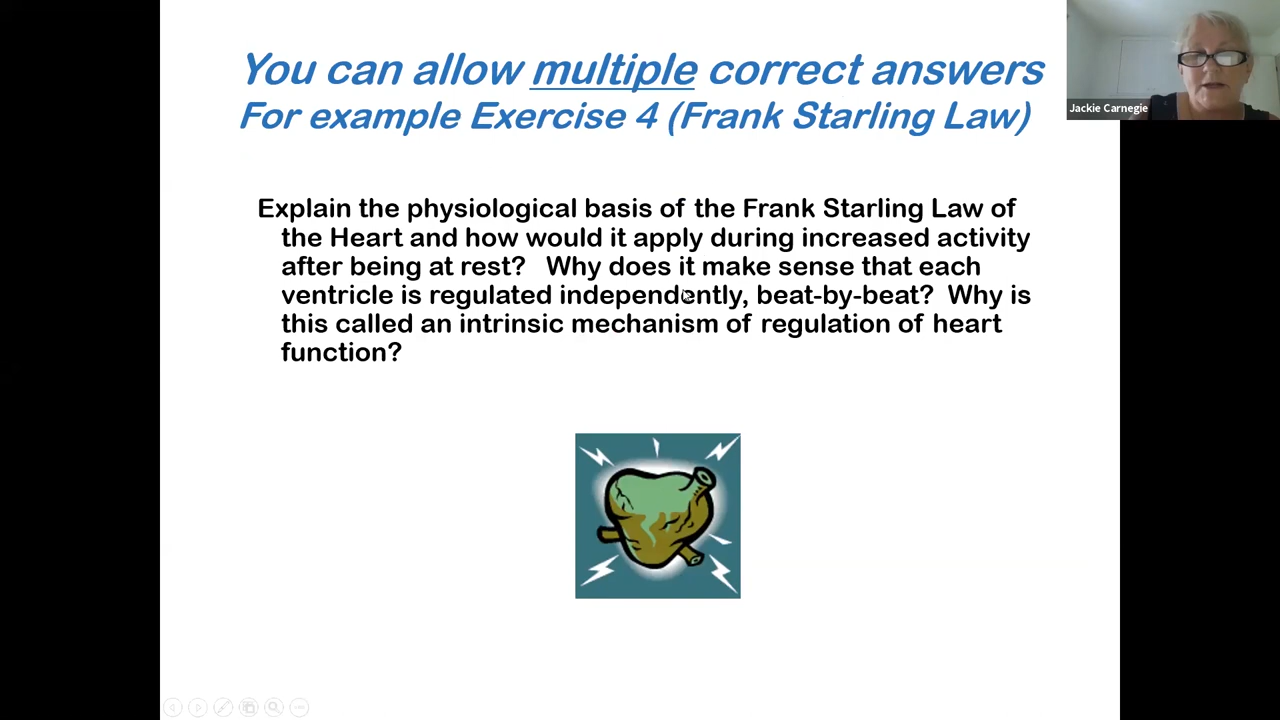 You can allow multiple correct answers
For example Exercise 4 (Frank Starling Law)
Jackie Carnegie
Explain the physiological basis of the Frank Starling Law of
the Heart and how would it apply during increased activity
after being at rest?   Why does it make sense that each
ventricle is regulated independently, beat-by-beat?  Why is
this called an intrinsic mechanism of regulation of heart
function?